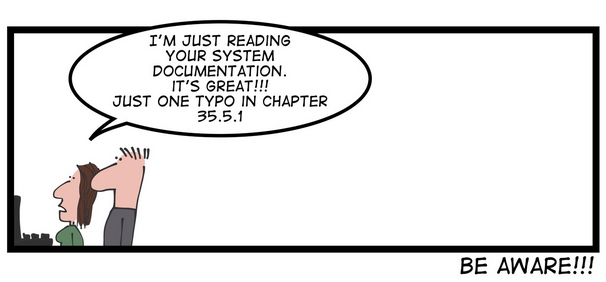 I'M JUST READING
YOUR SYSTEM
DOCUMENTATION.
IT'S GREAT!!!
JUST ONE TYPO IN CHAPTER
35.5.1
BE AWARE!!!